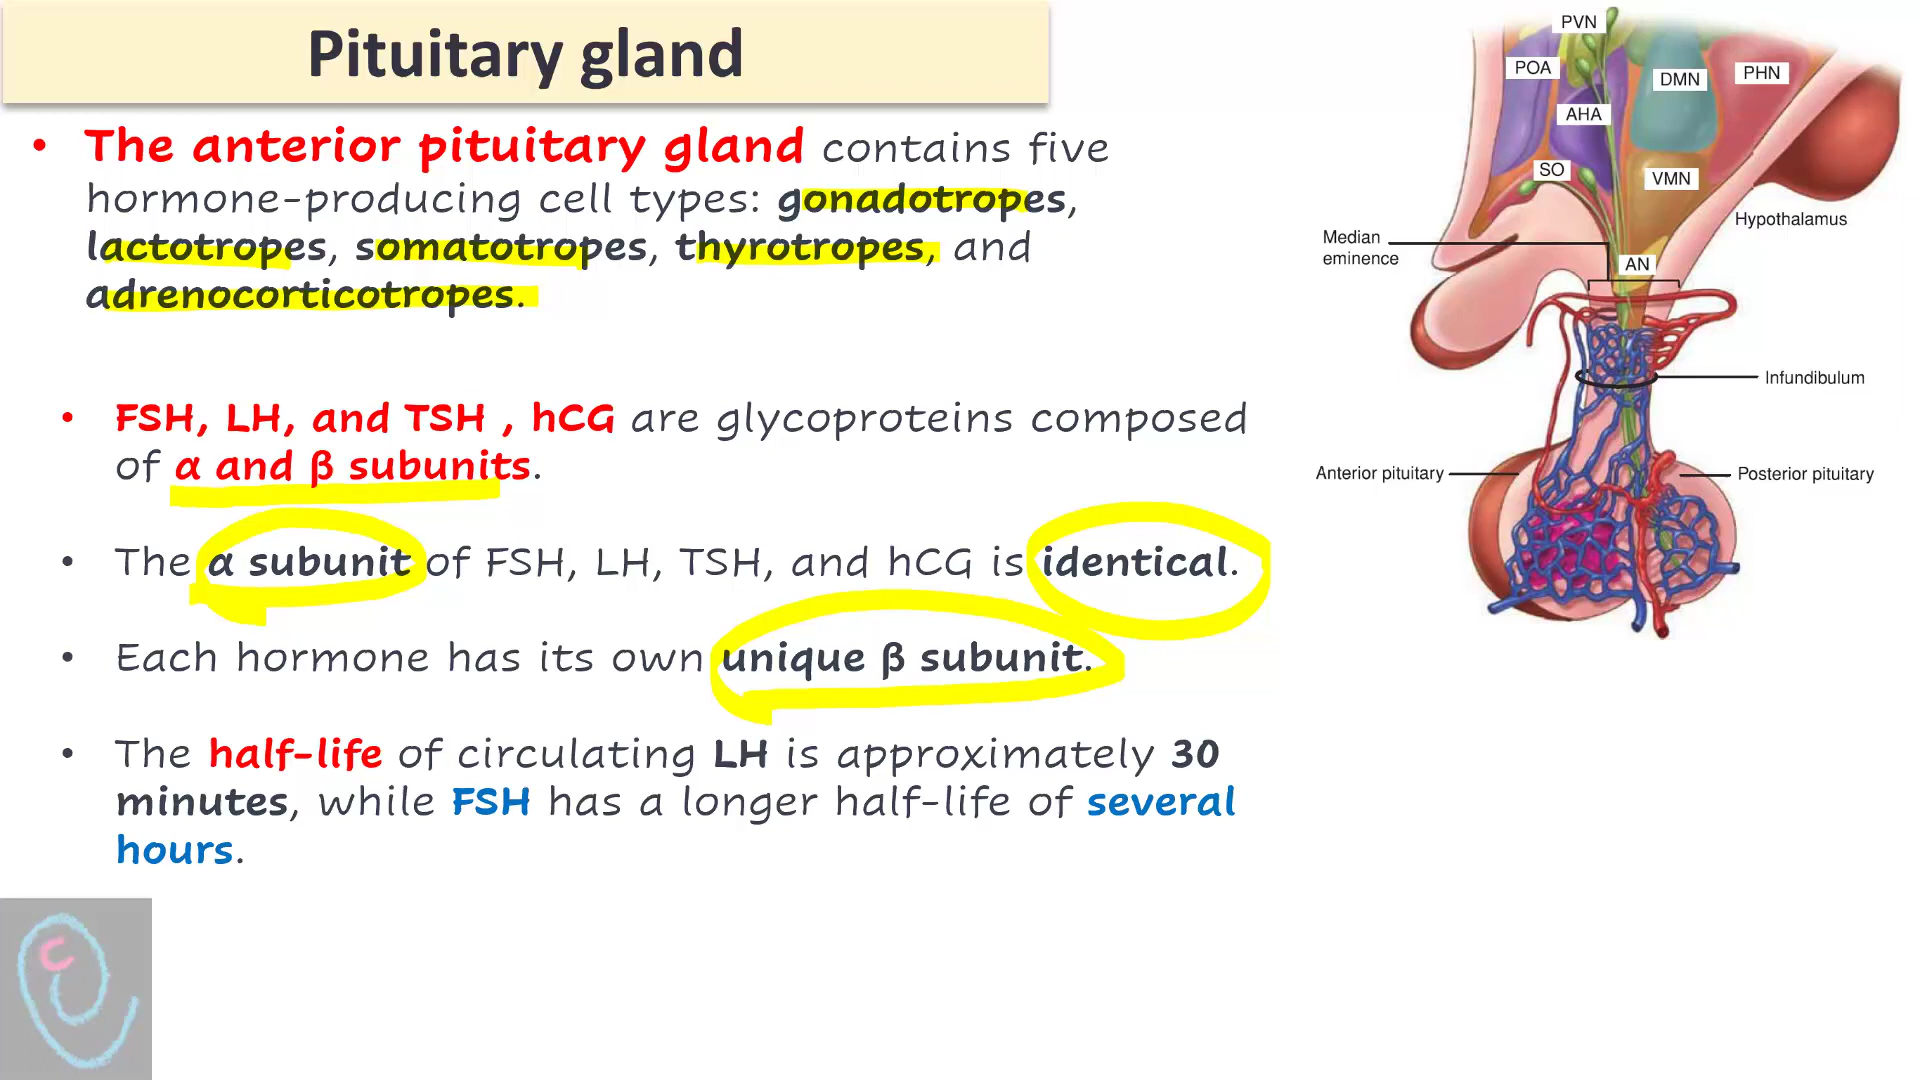 Pituitary gland
• The anterior pituitary gland contains five
hormone-producing cell types: gonadotropes,
lactotropes, somatotropes, thyrotropes, and
adrenocorticotropes.
• FSH, LH, and TSH , hCG are glycoproteins composed
of α and β subunits.
• The α subunit of FSH, LH, TSH, and hCG is identical.
• Each hormone has its own unique β subunit.
• The half-life of circulating LH is approximately 30
minutes, while FSH has a longer half-life of several
hours.
PVN
POA
DMN
PHN
AHA
SO
VMN
Hypothalamus
Median
eminence
AN
Infundibulum
Anterior pituitary
Posterior pituitary